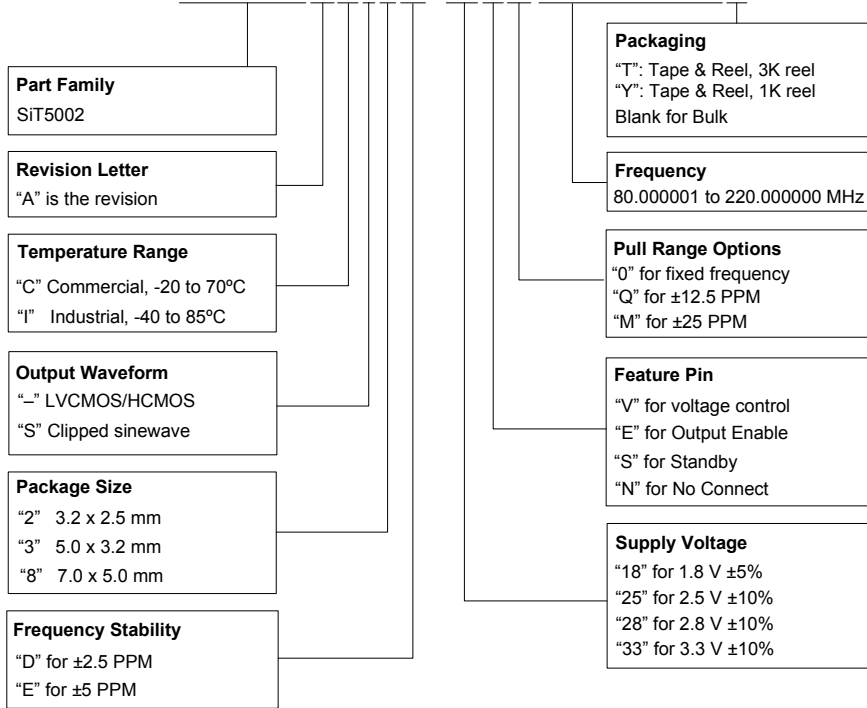 Part Family
SiT5002
Revision Letter
“A” is the revision
Temperature Range
“C” Commercial, -20 to 70ºC
“I” Industrial, -40 to 85ºC
Output Waveform
“–” LVCMOS/HCMOS
“S” Clipped sinewave
Package Size
“2” 3.2 x 2.5 mm
“3” 5.0 x 3.2 mm
“8” 7.0 x 5.0 mm
Frequency Stability
“D” for ±2.5 PPM
“E” for ±5 PPM
Packaging
“T”: Tape & Reel, 3K reel
“Y”: Tape & Reel, 1K reel
Blank for Bulk
Frequency
80.000001 to 220.000000 MHz
Pull Range Options
“0” for fixed frequency
“Q” for ±12.5 PPM
“M” for ±25 PPM
Feature Pin
“V” for voltage control
“E” for Output Enable
“S” for Standby
“N” for No Connect
Supply Voltage
“18” for 1.8 V ±5%
“25” for 2.5 V ±10%
“28” for 2.8 V ±10%
“33” for 3.3 V ±10%